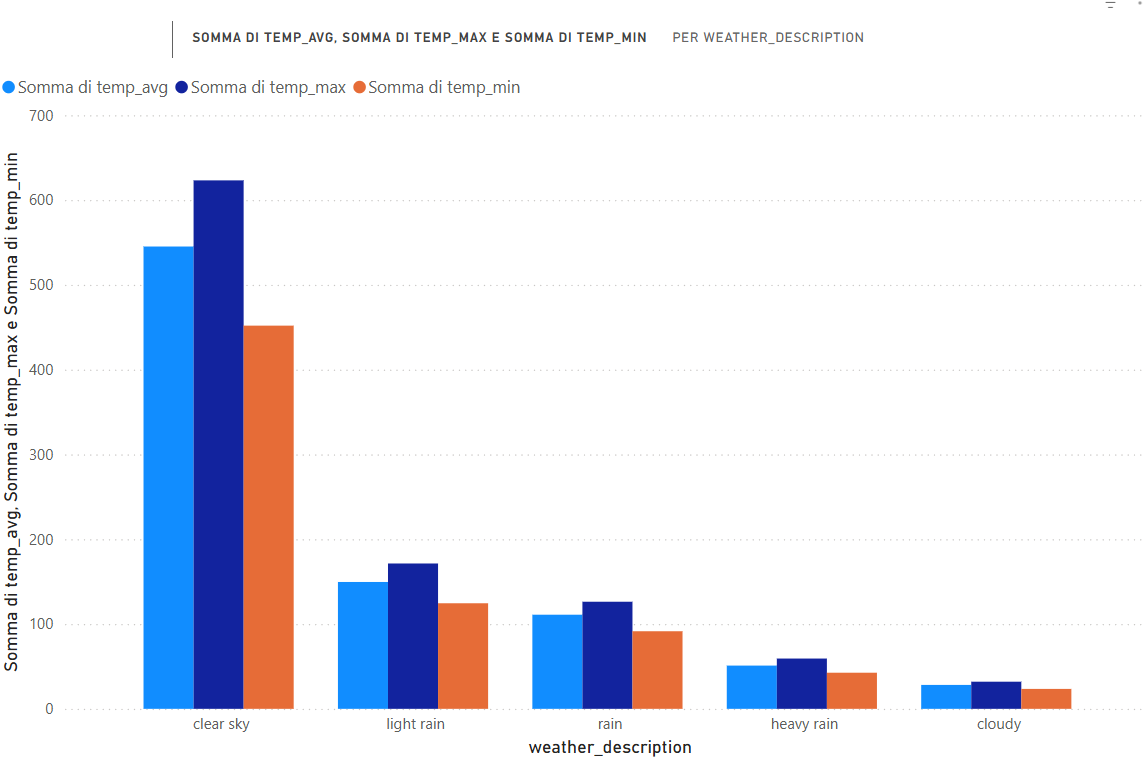 SOMMA DI TEMP_AVG, SOMMA DI TEMP_MAX E SOMMA DI TEMP_MIN PER WEATHER_DESCRIPTION
Somma di temp_avg Somma di temp_max Somma di temp_min
Somma di temp_avg, Somma di temp_max e Somma di temp_min
700
600
500
400
300
200
100
0
clear sky light rain rain heavy rain cloudy
weather_description